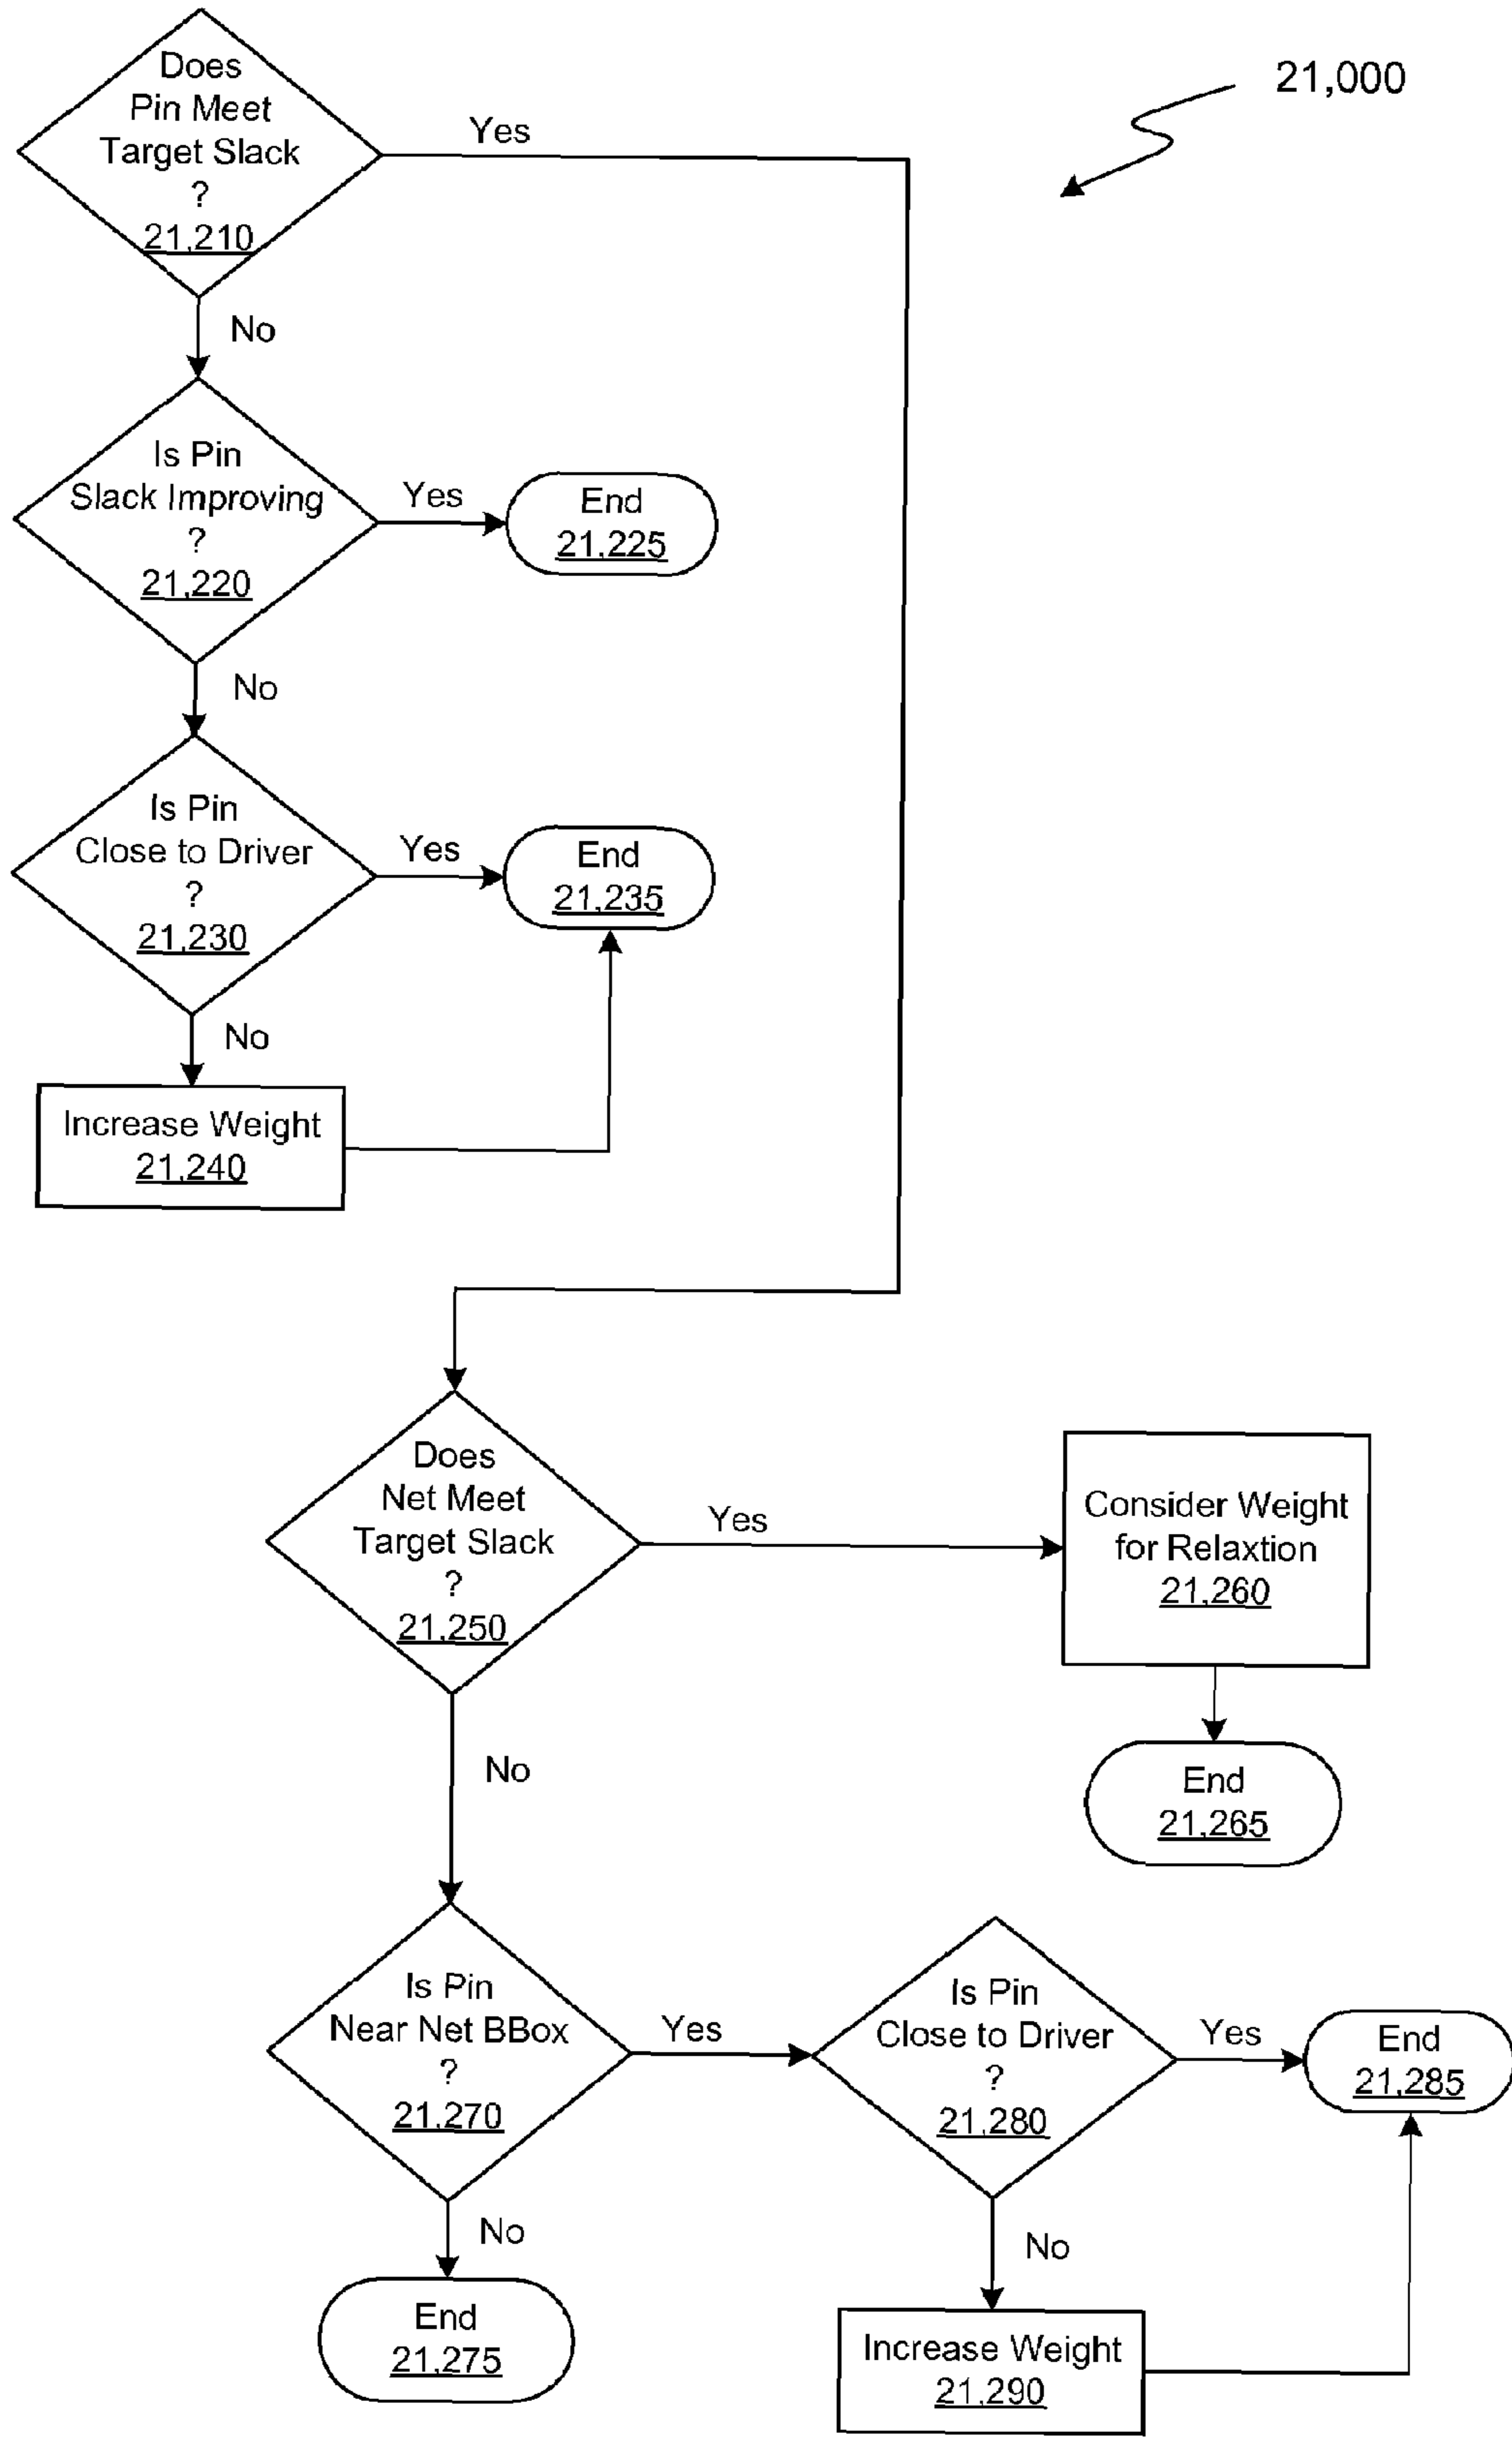 Does
Pin Meet
Target Slack
?
21,210
Yes
21,000
No
Is Pin
Slack Improving
?
21,220
Yes
End
21,225
No
Is Pin
Close to Driver
?
21,230
Yes
End
21,235
No
Increase Weight
21,240
Does
Net Meet
Target Slack
?
21,250
Yes
Consider Weight
for Relaxtion
21,260
No
End
21,265
Is Pin
Near Net BBox
?
21,270
Yes
Is Pin
Close to Driver
?
21,280
Yes
End
21,285
No
End
21,275
No
Increase Weight
21,290